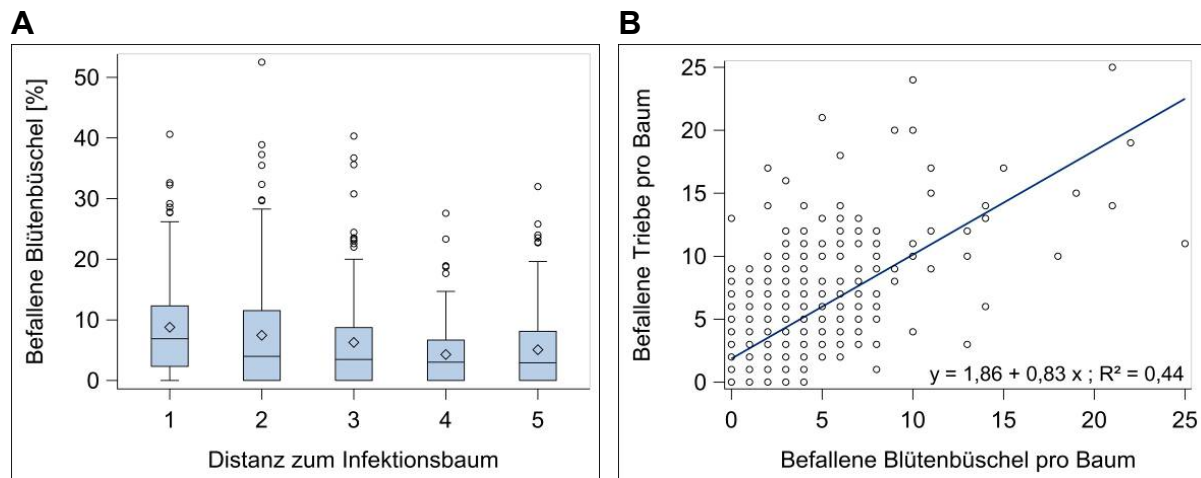 A
Befallene Blütenbüschel [%]
50
40
30
20
10
0
1 2 3 4 5
Distanz zum Infektionsbaum
B
Befallene Triebe pro Baum
25
20
15
10
5
0
y = 1,86 + 0,83 x ; R² = 0,44
0 5 10 15 20 25
Befallene Blütenbüschel pro Baum